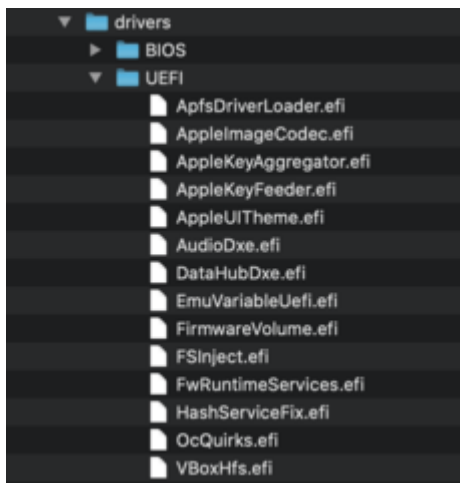 drivers
BIOS
UEFI
ApfsDriverLoader.efi
AppleImageCodec.efi
AppleKeyAggregator.efi
AppleKeyFeeder.efi
AppleUITheme.efi
AudioDxe.efi
DataHubDxe.efi
EmuVariableUefi.efi
FirmwareVolume.efi
FSInject.efi
FwRuntimeServices.efi
HashServiceFix.efi
OcQuirks.efi
VBoxHfs.efi